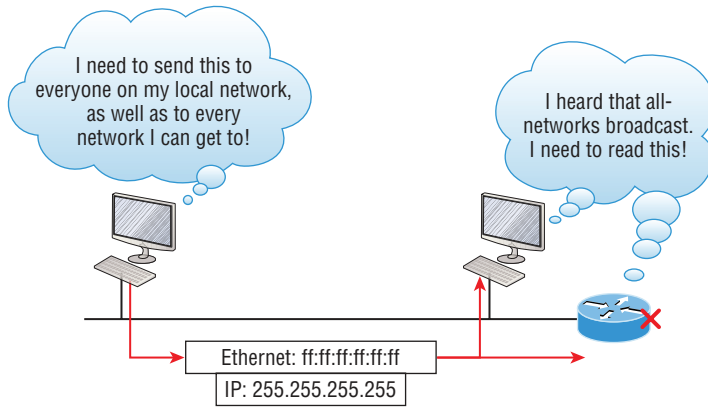 I need to send this to
everyone on my local network,
as well as to every
network I can get to!
I heard that all-
networks broadcast.
I need to read this!
Ethernet: ff:ff:ff:ff:ff:ff
IP: 255.255.255.255